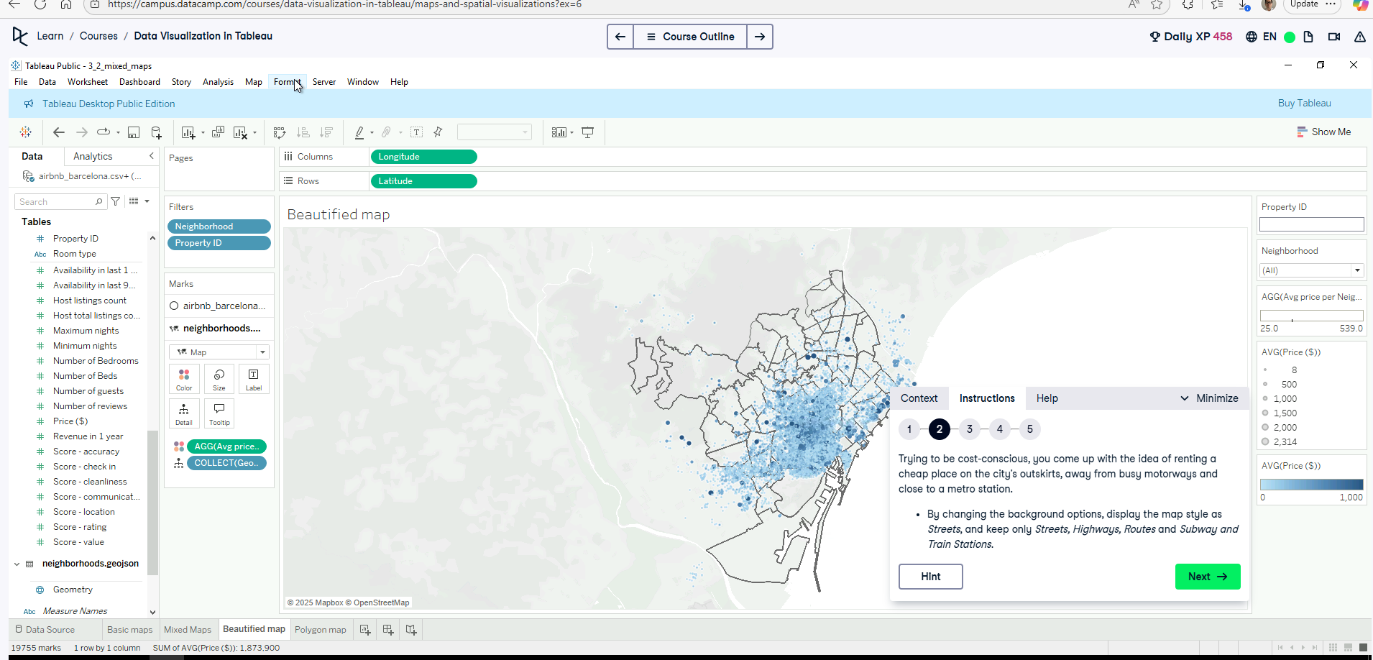 https://campus.datacamp.com/courses/data-visualization-in-tableau/maps-and-spatial-visualizations?ex=6
Update
Learn / Courses / Data Visualization in Tableau
Course Outline
Daily XP 458
EN
Tableau Public - 3_2_mixed_maps
File Data Worksheet Dashboard Story Analysis Map Format Server Window Help
Tableau Desktop Public Edition
Buy Tableau
Show Me
Data Analytics
airbnb_barcelona.csv+ (...
Search
Tables
Property ID
Abc Room type
Availability in last 1 ...
Availability in last 9...
Host listings count
Host total listings co...
Maximum nights
Minimum nights
Number of Bedrooms
Number of Beds
Number of guests
Number of reviews
Price ($)
Revenue in 1 year
Score - accuracy
Score - check in
Score - cleanliness
Score - communicat...
Score - location
Score - rating
Score - value
neighborhoods.geojson
Geometry
Abc Measure Names
Pages
Filters
Neighborhood
Property ID
Marks
airbnb_barcelona...
neighborhoods....
Map
Color Size Label
Detail Tooltip
AGG(Avg price..
COLLECT(Geo..
Columns Longitude
Rows Latitude
Beautified map
© 2025 Mapbox © OpenStreetMap
Property ID
Neighborhood
(All)
AGG(Avg price per Neig...
25.0 539.0
AVG(Price ($))
8
500
1,000
1,500
2,000
2,314
AVG(Price ($))
0 1,000
Context Instructions Help Minimize
1 2 3 4 5
Trying to be cost-conscious, you come up with the idea of renting a
cheap place on the city's outskirts, away from busy motorways and
close to a metro station.
• By changing the background options, display the map style as
Streets, and keep only Streets, Highways, Routes and Subway and
Train Stations.
Hint
Next →
Data Source Basic maps Mixed Maps Beautified map Polygon map
19755 marks 1 row by 1 column SUM of AVG(Price ($)): 1,873,900